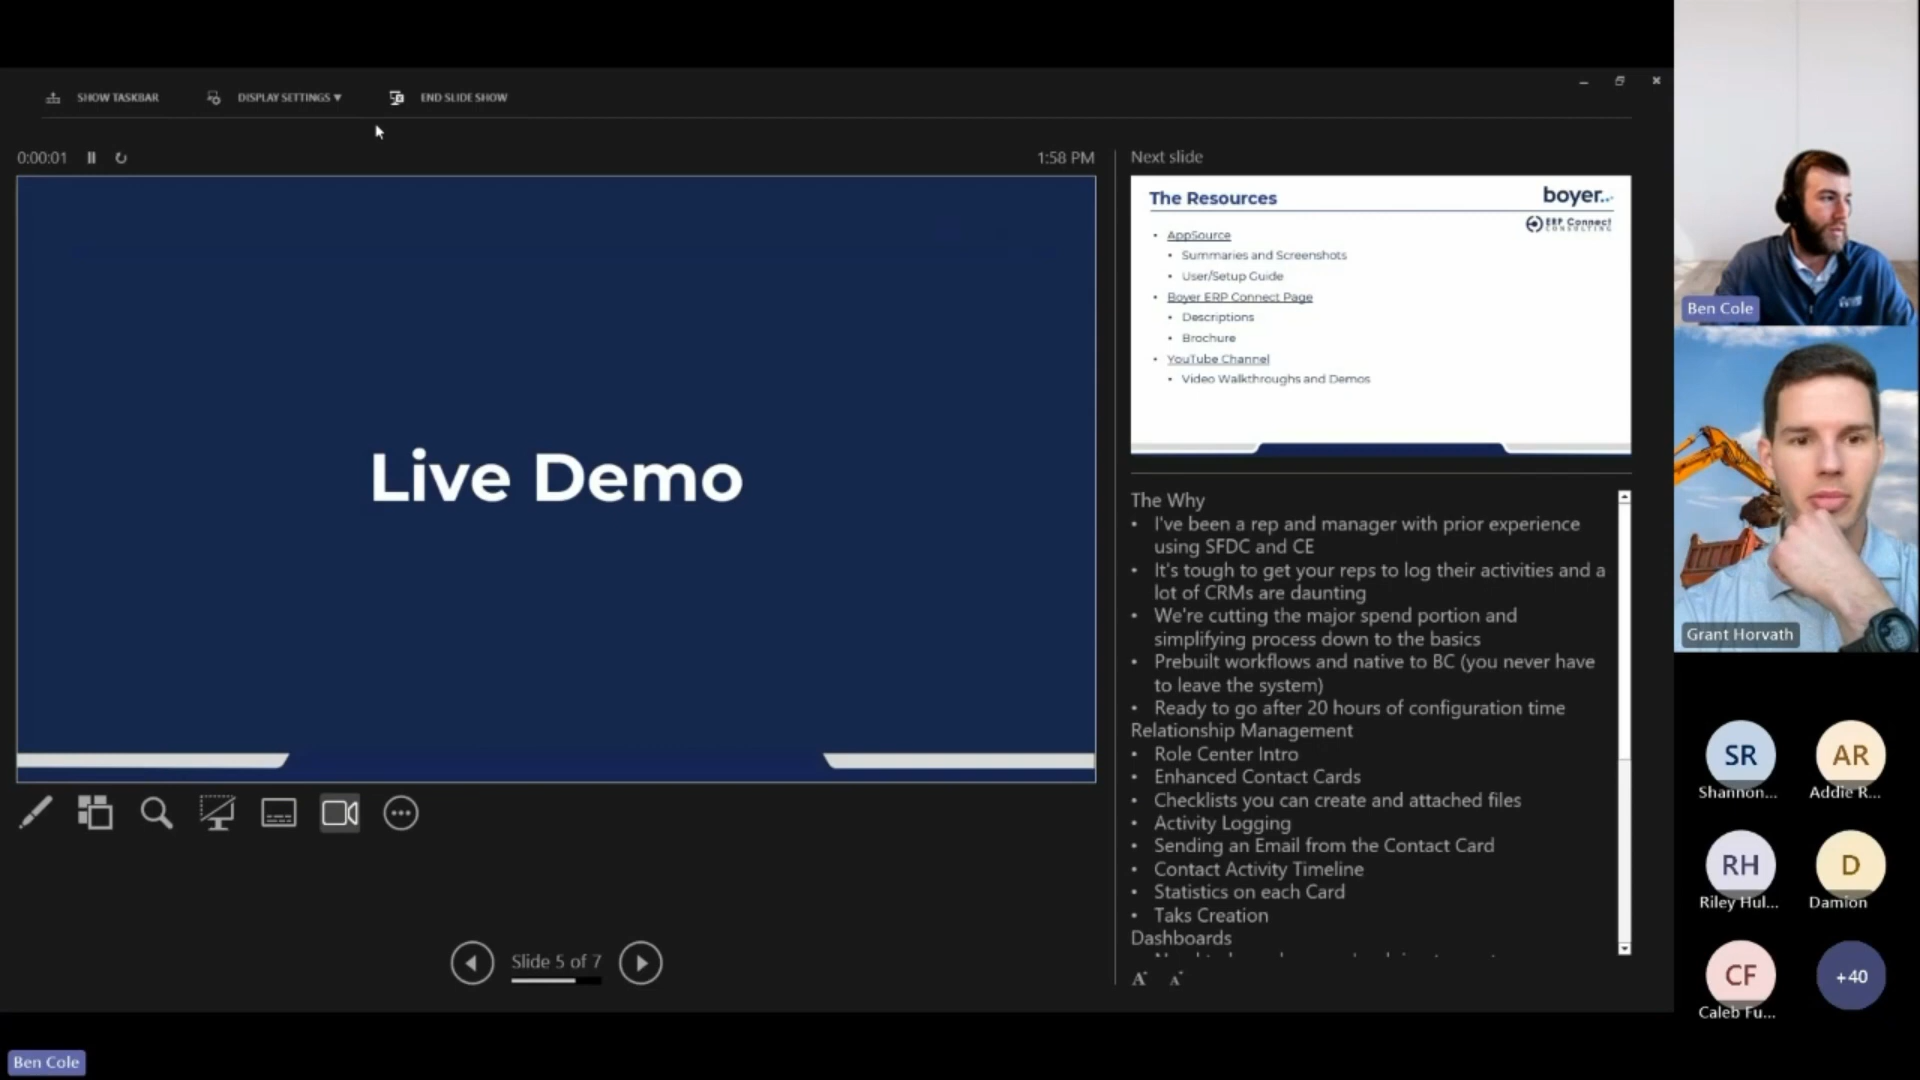 SHOW TASKBAR
DISPLAY SETTINGS ▾
END SLIDE SHOW
0:00:01
1:58 PM
Live Demo
Slide 5 of 7
Next slide
The Resources
boyer...
ERP Connect
CONSULTING
• AppSource
• Summaries and Screenshots
• User/Setup Guide
• Boyer ERP Connect Page
• Descriptions
• Brochure
• YouTube Channel
• Video Walkthroughs and Demos
The Why
• I've been a rep and manager with prior experience
using SFDC and CE
• It's tough to get your reps to log their activities and a
lot of CRMs are daunting
• We're cutting the major spend portion and
simplifying process down to the basics
• Prebuilt workflows and native to BC (you never have
to leave the system)
• Ready to go after 20 hours of configuration time
Relationship Management
• Role Center Intro
• Enhanced Contact Cards
• Checklists you can create and attached files
• Activity Logging
• Sending an Email from the Contact Card
• Contact Activity Timeline
• Statistics on each Card
• Taks Creation
Dashboards
A A
Ben Cole
Grant Horvath
SR
Shannon...
AR
Addie R...
RH
Riley Hul...
D
Damion
CF
Caleb Fu...
+40
Ben Cole